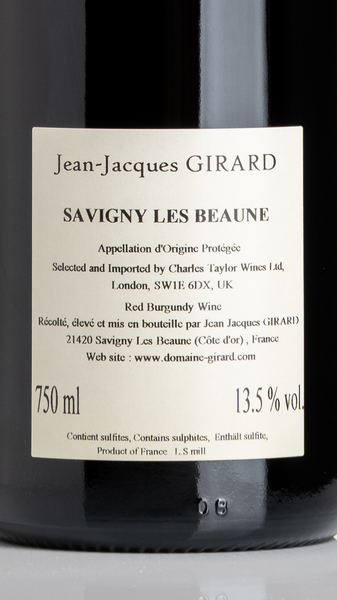 Jean-Jacques GIRARD
SAVIGNY LES BEAUNE
Appellation d'Origine Protégée
Selected and Imported by Charles Taylor Wines Ltd,
London, SW1E 6DX, UK
Red Burgundy Wine
Récolté, élevé et mis en bouteille par Jean Jacques GIRARD
21420 Savigny Les Beaune (Côte d'or) , France
Web site : www.domaine-girard.com
750 ml 13.5 % vol.
Contient sulfites, Contains sulphites, Enthält sulfite,
Product of France L S mill
08